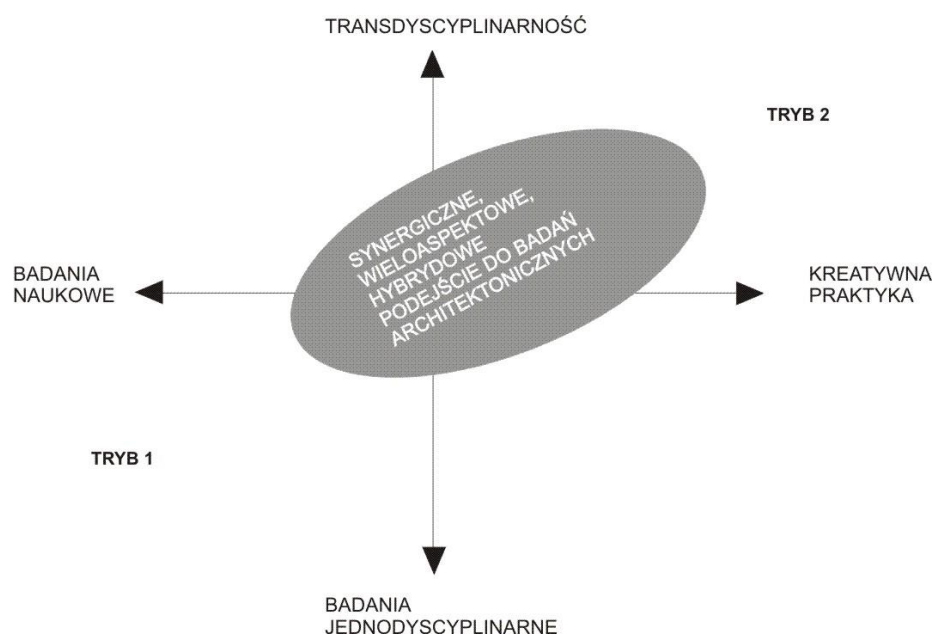 TRANSDYSCYPLINARNOŚĆ
TRYB 2
SYNERGICZNE,
WIELOASPEKTOWE,
HYBRYDOWE
PODEJŚCIE DO BADAŃ
ARCHITEKTONICZNYCH
BADANIA
NAUKOWE
KREATYWNA
PRAKTYKA
TRYB 1
BADANIA
JEDNODYSCYPLINARNE